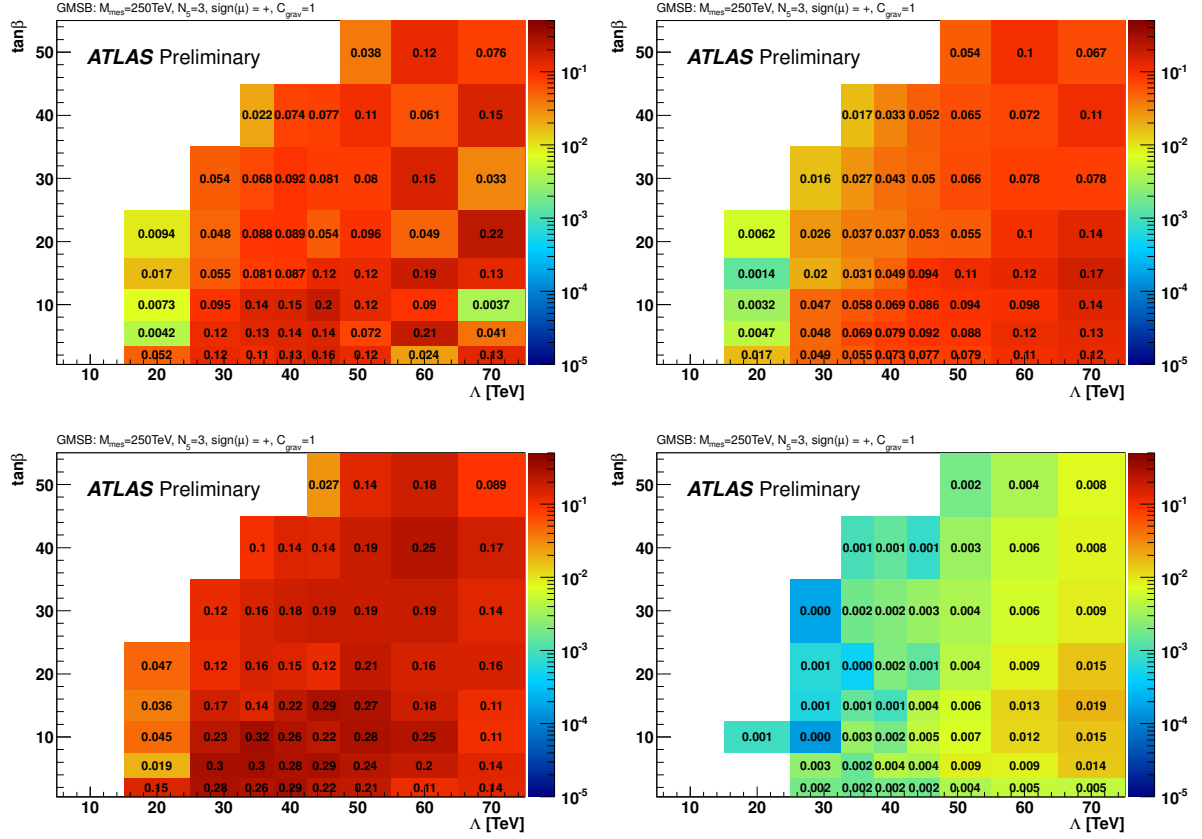 GMSB: M_mes=250TeV, N_5=3, sign(μ) = +, C_grav=1
tanβ
ATLAS Preliminary
50
40
30
20
10
0.038 0.12 0.076
0.022 0.074 0.077 0.11 0.061 0.15
0.054 0.068 0.092 0.081 0.08 0.15 0.033
0.0094 0.048 0.088 0.089 0.054 0.096 0.049 0.22
0.017 0.055 0.081 0.087 0.12 0.12 0.19 0.13
0.0073 0.095 0.14 0.15 0.2 0.12 0.09 0.0037
0.0042 0.12 0.13 0.14 0.14 0.072 0.21 0.041
0.052 0.12 0.11 0.13 0.16 0.12 0.024 0.13
10 20 30 40 50 60 70
Λ [TeV]
10^-1
10^-2
10^-3
10^-4
10^-5
GMSB: M_mes=250TeV, N_5=3, sign(μ) = +, C_grav=1
tanβ
ATLAS Preliminary
50
40
30
20
10
0.054 0.1 0.067
0.017 0.033 0.052 0.065 0.072 0.11
0.016 0.027 0.043 0.05 0.066 0.078 0.078
0.0062 0.026 0.037 0.037 0.053 0.055 0.1 0.14
0.0014 0.02 0.031 0.049 0.094 0.11 0.12 0.17
0.0032 0.047 0.058 0.069 0.086 0.094 0.098 0.14
0.0047 0.048 0.069 0.079 0.092 0.088 0.12 0.13
0.017 0.049 0.055 0.073 0.077 0.079 0.11 0.12
10 20 30 40 50 60 70
Λ [TeV]
10^-1
10^-2
10^-3
10^-4
10^-5
GMSB: M_mes=250TeV, N_5=3, sign(μ) = +, C_grav=1
tanβ
ATLAS Preliminary
50
40
30
20
10
0.027 0.14 0.18 0.089
0.1 0.14 0.14 0.19 0.25 0.17
0.12 0.16 0.18 0.19 0.19 0.19 0.14
0.047 0.12 0.16 0.15 0.12 0.21 0.16 0.16
0.036 0.17 0.14 0.22 0.29 0.27 0.18 0.11
0.045 0.23 0.32 0.26 0.22 0.28 0.25 0.11
0.019 0.3 0.3 0.28 0.29 0.24 0.2 0.14
0.15 0.28 0.26 0.29 0.22 0.21 0.11 0.14
10 20 30 40 50 60 70
Λ [TeV]
10^-1
10^-2
10^-3
10^-4
10^-5
GMSB: M_mes=250TeV, N_5=3, sign(μ) = +, C_grav=1
tanβ
ATLAS Preliminary
50
40
30
20
10
0.002 0.004 0.008
0.001 0.001 0.001 0.003 0.006 0.008
0.000 0.002 0.002 0.003 0.004 0.006 0.009
0.001 0.000 0.002 0.001 0.004 0.009 0.015
0.001 0.001 0.001 0.004 0.006 0.013 0.019
0.001 0.000 0.003 0.002 0.005 0.007 0.012 0.015
0.003 0.002 0.004 0.004 0.009 0.009 0.014
0.002 0.002 0.002 0.002 0.004 0.005 0.005
10 20 30 40 50 60 70
Λ [TeV]
10^-1
10^-2
10^-3
10^-4
10^-5